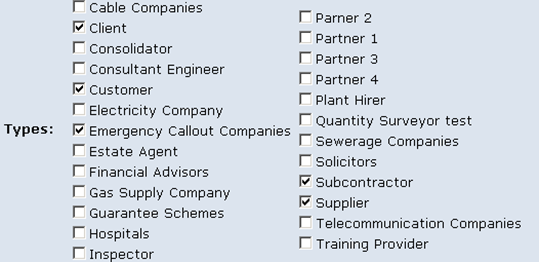 Types:
Cable Companies
Client
Consolidator
Consultant Engineer
Customer
Electricity Company
Emergency Callout Companies
Estate Agent
Financial Advisors
Gas Supply Company
Guarantee Schemes
Hospitals
Inspector
Parner 2
Partner 1
Partner 3
Partner 4
Plant Hirer
Quantity Surveyor test
Sewerage Companies
Solicitors
Subcontractor
Supplier
Telecommunication Companies
Training Provider